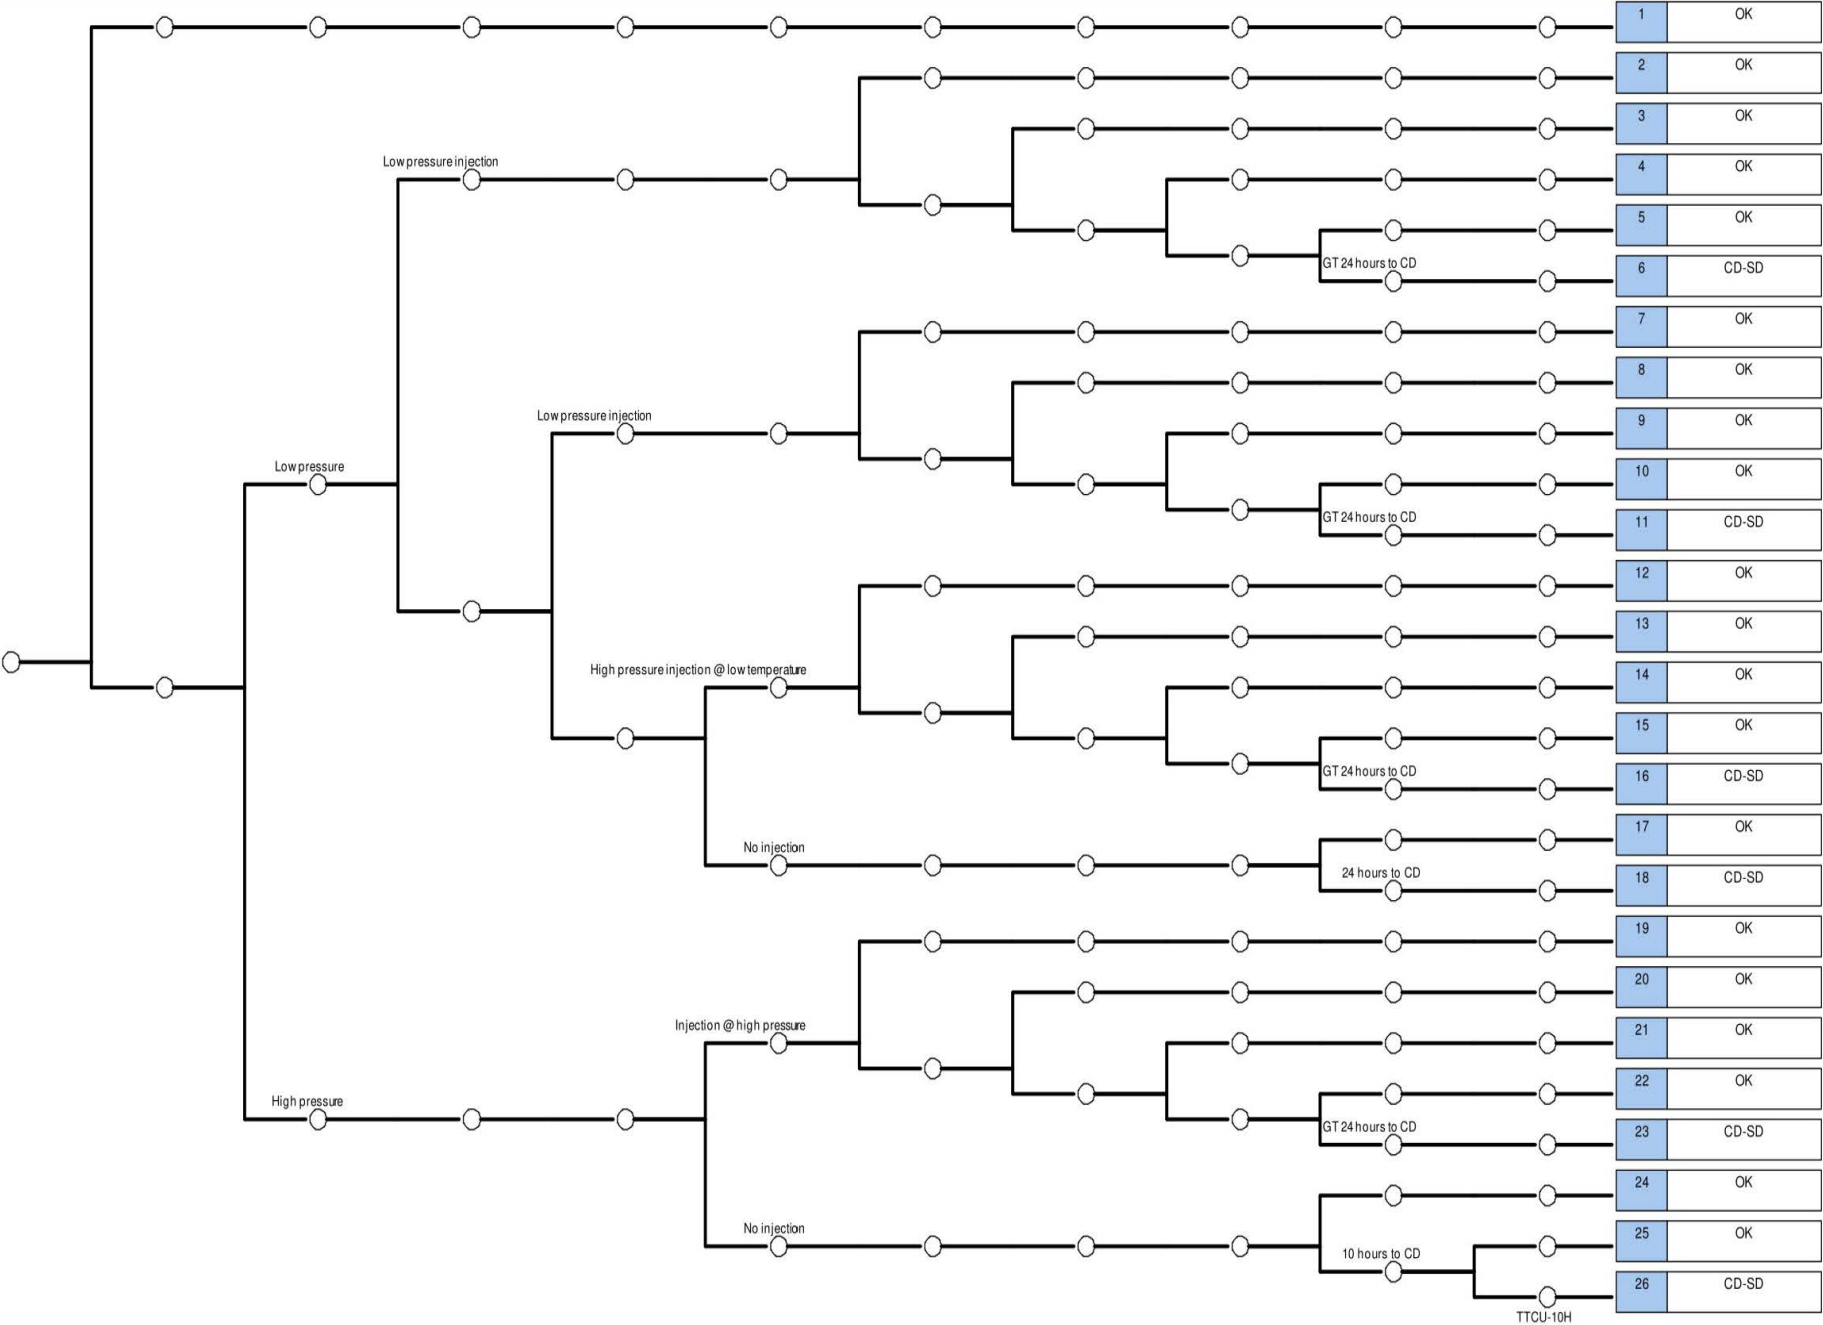 1 OK
2 OK
3 OK
Low pressure injection
4 OK
5 OK
GT 24 hours to CD
6 CD-SD
7 OK
8 OK
Low pressure injection
9 OK
Low pressure
10 OK
GT 24 hours to CD
11 CD-SD
12 OK
13 OK
High pressure injection @ low temperature
14 OK
15 OK
GT 24 hours to CD
16 CD-SD
17 OK
No injection
24 hours to CD
18 CD-SD
19 OK
20 OK
Injection @ high pressure
21 OK
22 OK
High pressure
GT 24 hours to CD
23 CD-SD
24 OK
No injection
25 OK
10 hours to CD
26 CD-SD
TTCU-10H